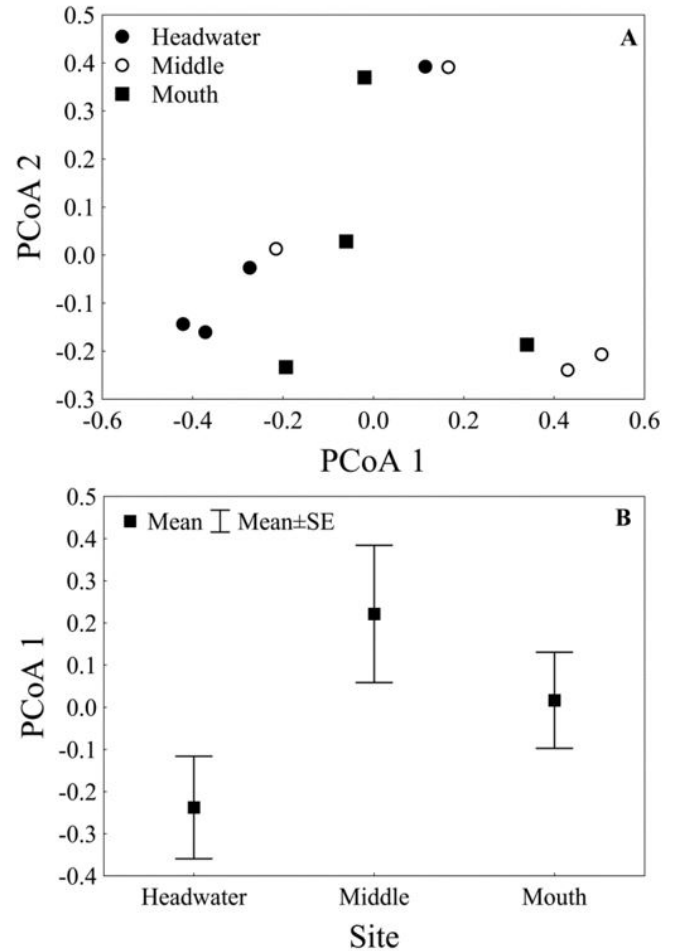 0.5
0.4
0.3
0.2
0.1
0.0
-0.1
-0.2
-0.3
PCoA 2
Headwater
Middle
Mouth
A
-0.6 -0.4 -0.2 0.0 0.2 0.4 0.6
PCoA 1
0.5
0.4
0.3
0.2
0.1
0.0
-0.1
-0.2
-0.3
-0.4
PCoA 1
Mean Mean±SE
B
Headwater Middle Mouth
Site